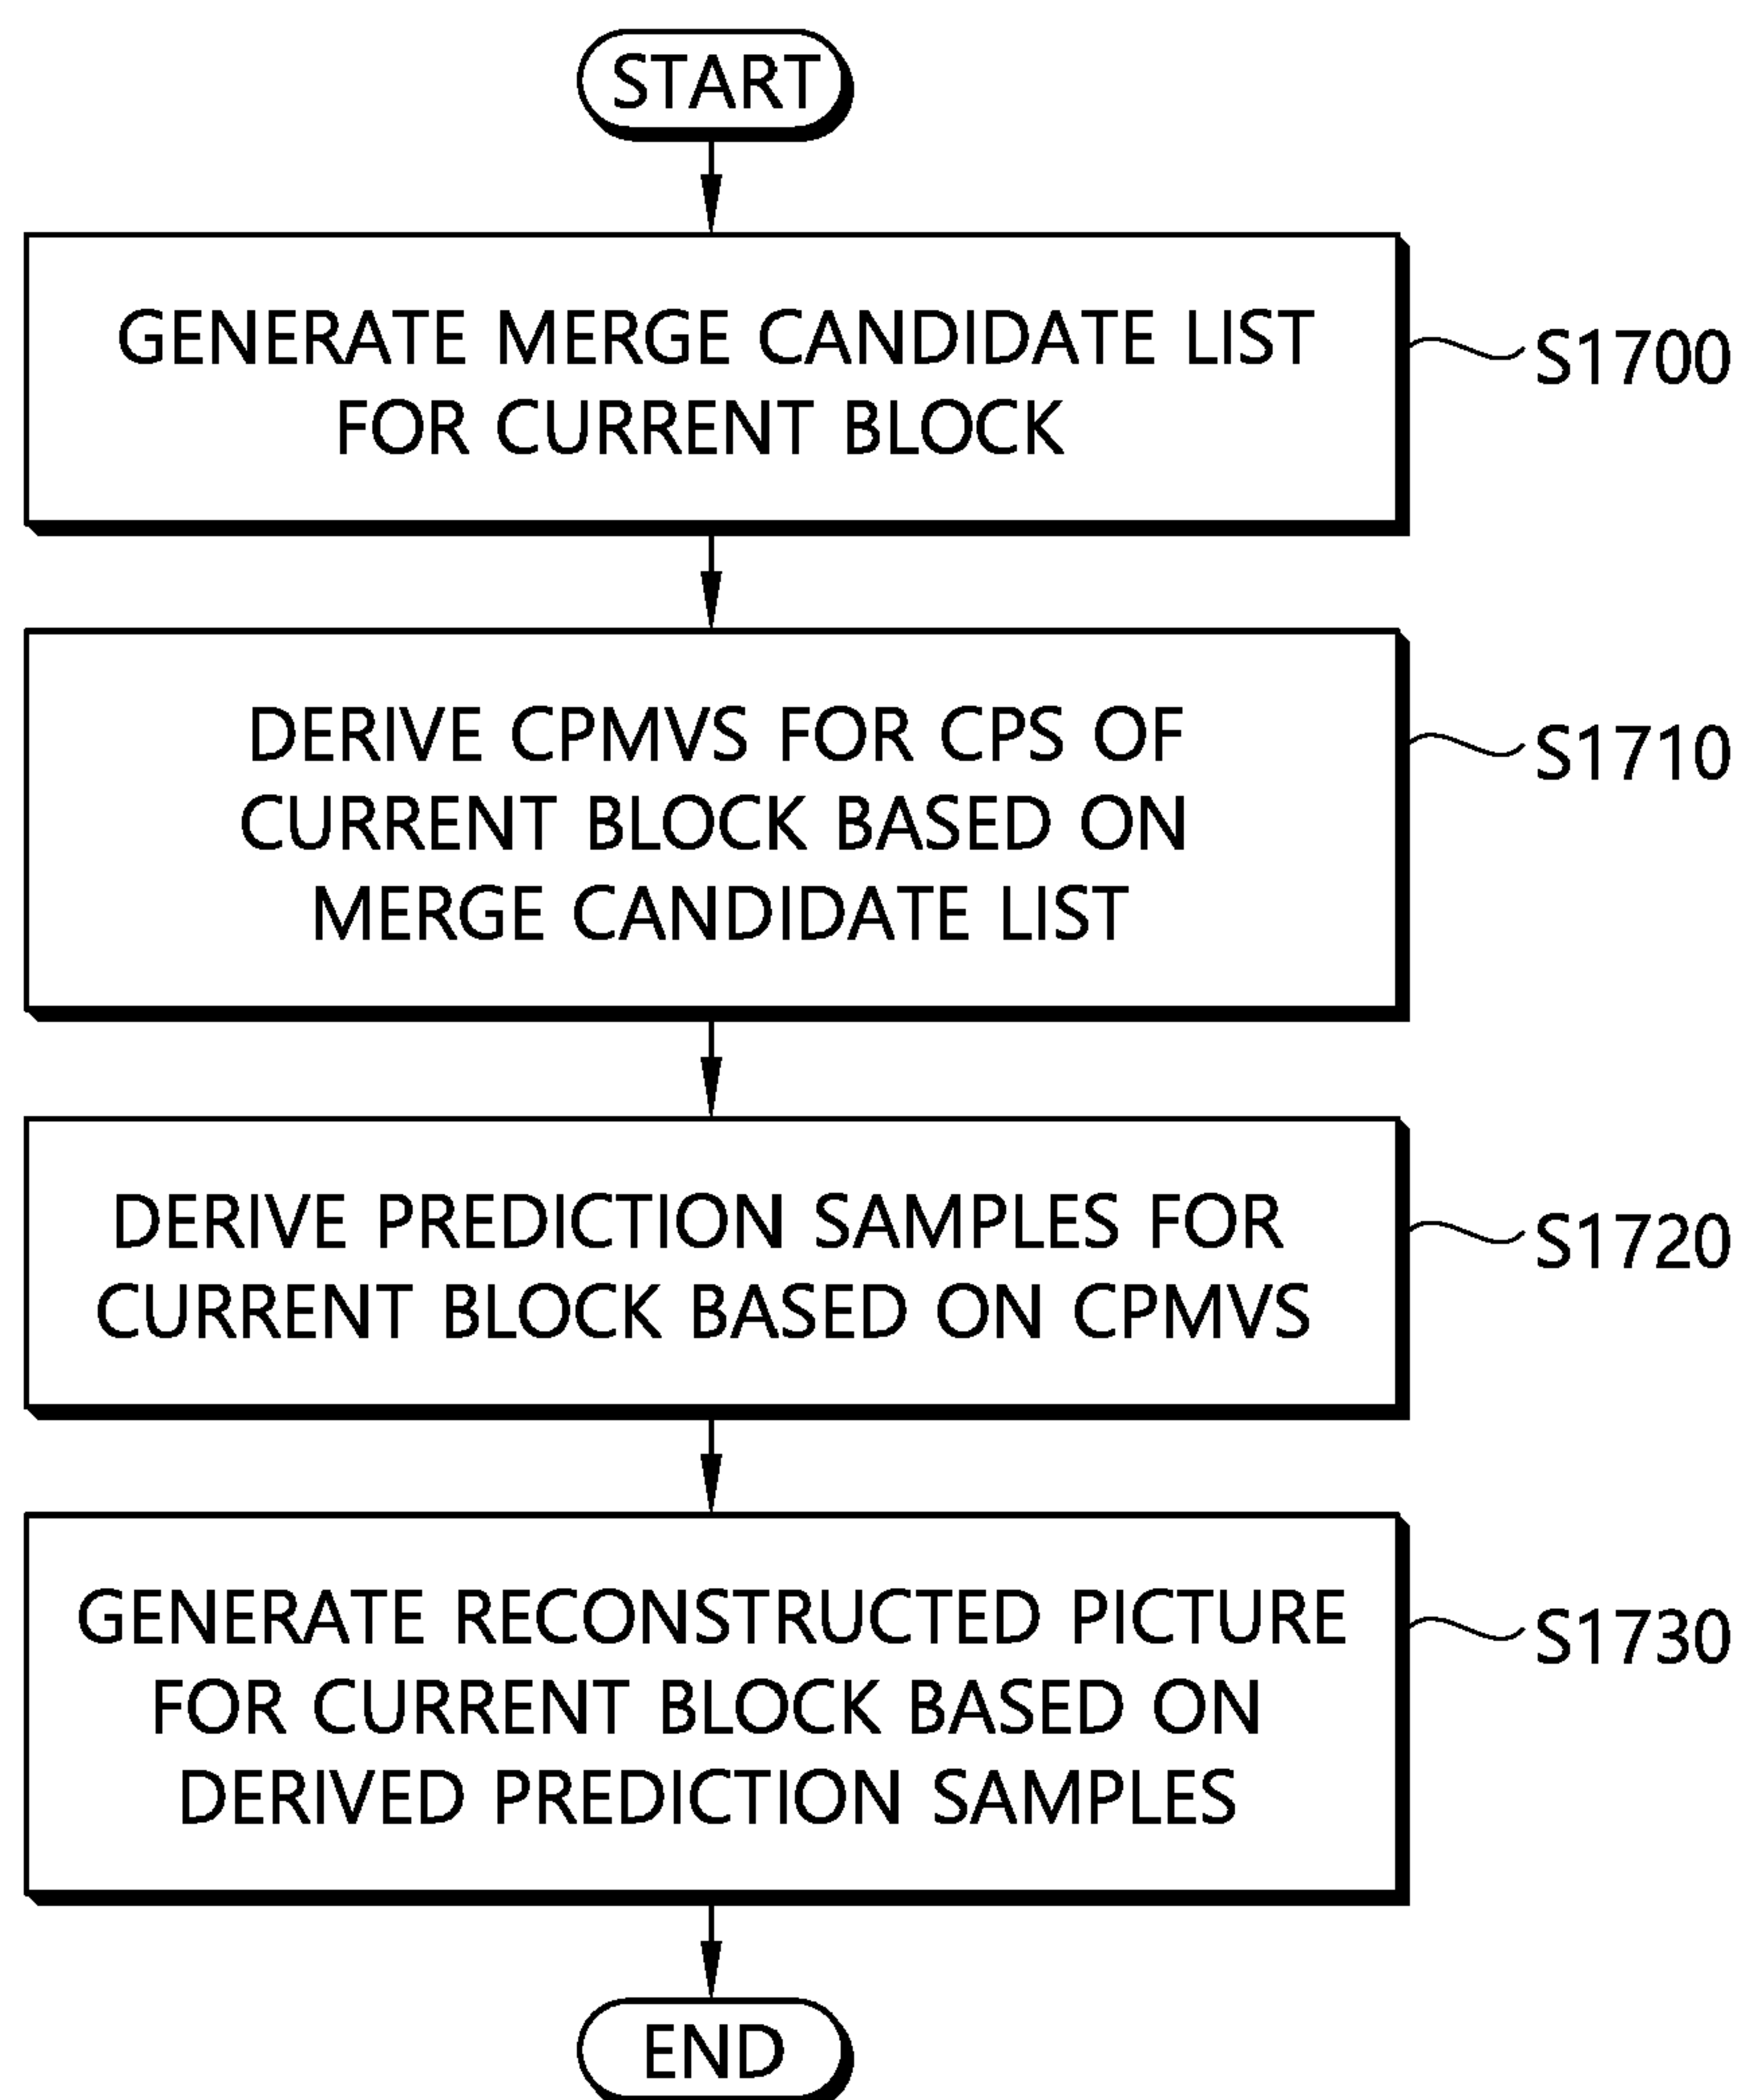 START
GENERATE MERGE CANDIDATE LIST
FOR CURRENT BLOCK
S1700
DERIVE CPMVS FOR CPS OF
CURRENT BLOCK BASED ON
MERGE CANDIDATE LIST
S1710
DERIVE PREDICTION SAMPLES FOR
CURRENT BLOCK BASED ON CPMVS
S1720
GENERATE RECONSTRUCTED PICTURE
FOR CURRENT BLOCK BASED ON
DERIVED PREDICTION SAMPLES
S1730
END